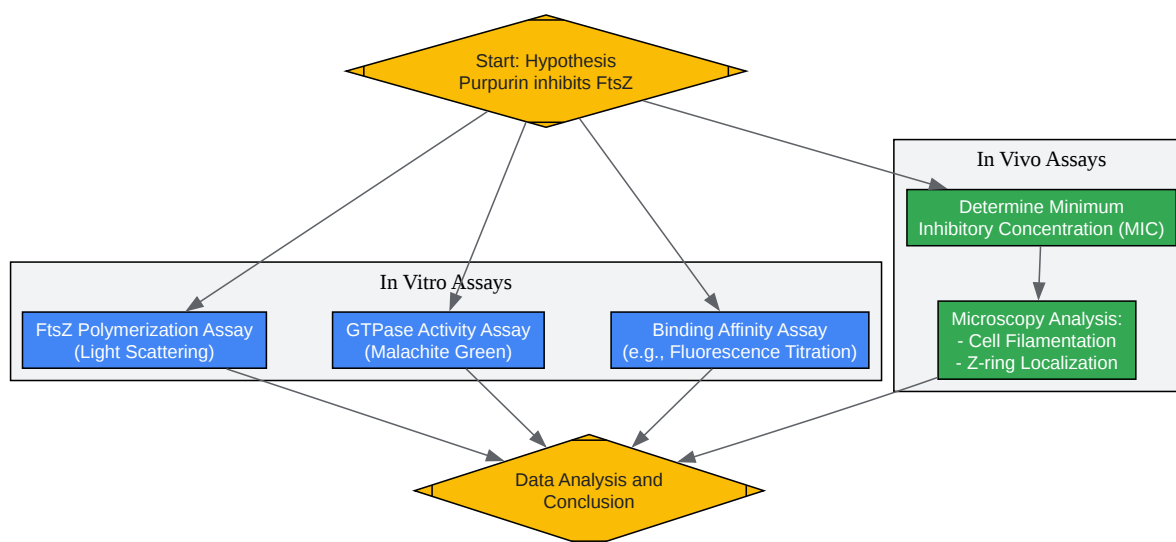 Start: Hypothesis
Purpurin inhibits FtsZ
In Vivo Assays
Determine Minimum
Inhibitory Concentration (MIC)
In Vitro Assays
FtsZ Polymerization Assay
(Light Scattering)
GTPase Activity Assay
(Malachite Green)
Binding Affinity Assay
(e.g., Fluorescence Titration)
Microscopy Analysis:
- Cell Filamentation
- Z-ring Localization
Data Analysis and
Conclusion